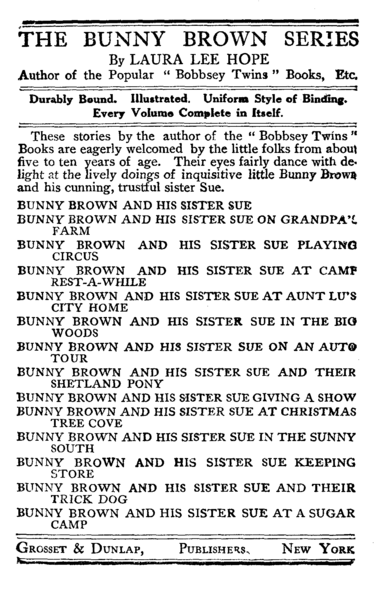 THE BUNNY BROWN SERIES
By LAURA LEE HOPE
Author of the Popular "Bobbsey Twins" Books, Etc.
Durably Bound. Illustrated. Uniform Style of Binding.
Every Volume Complete in Itself.
These stories by the author of the "Bobbsey Twins"
Books are eagerly welcomed by the little folks from about
five to ten years of age. Their eyes fairly dance with de-
light at the lively doings of inquisitive little Bunny Brown
and his cunning, trustful sister Sue.
BUNNY BROWN AND HIS SISTER SUE
BUNNY BROWN AND HIS SISTER SUE ON GRANDPA'S
FARM
BUNNY BROWN AND HIS SISTER SUE PLAYING
CIRCUS
BUNNY BROWN AND HIS SISTER SUE AT CAMP
REST-A-WHILE
BUNNY BROWN AND HIS SISTER SUE AT AUNT LU'S
CITY HOME
BUNNY BROWN AND HIS SISTER SUE IN THE BIG
WOODS
BUNNY BROWN AND HIS SISTER SUE ON AN AUTO
TOUR
BUNNY BROWN AND HIS SISTER SUE AND THEIR
SHETLAND PONY
BUNNY BROWN AND HIS SISTER SUE GIVING A SHOW
BUNNY BROWN AND HIS SISTER SUE AT CHRISTMAS
TREE COVE
BUNNY BROWN AND HIS SISTER SUE IN THE SUNNY
SOUTH
BUNNY BROWN AND HIS SISTER SUE KEEPING
STORE
BUNNY BROWN AND HIS SISTER SUE AND THEIR
TRICK DOG
BUNNY BROWN AND HIS SISTER SUE AT A SUGAR
CAMP
GROSSET & DUNLAP, PUBLISHERS, NEW YORK